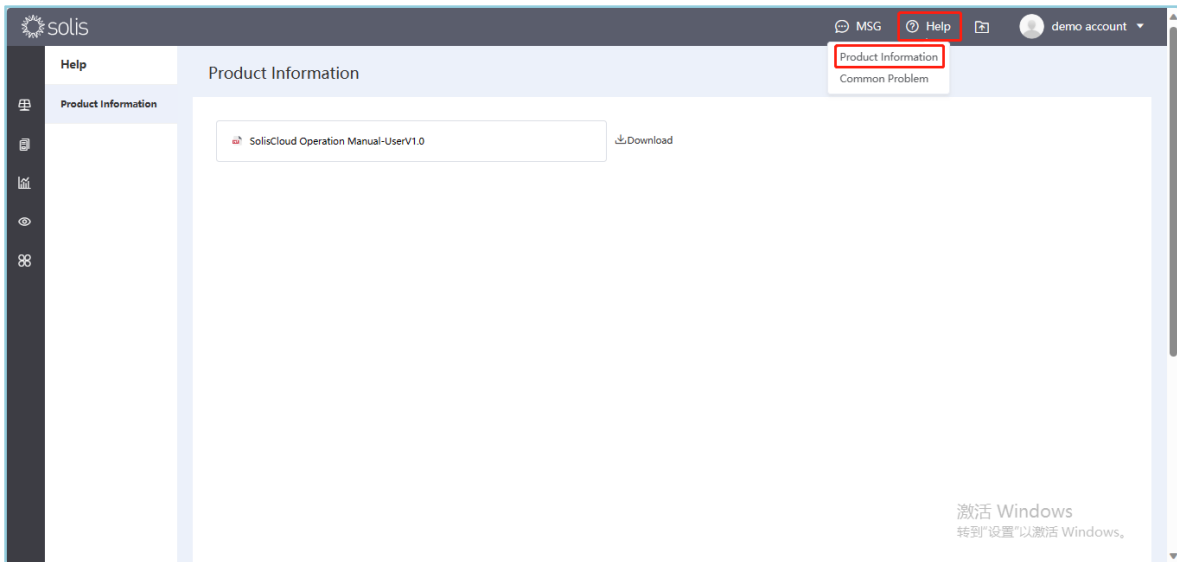 solis
MSG
Help
demo account
Help
Product Information
Product Information
Common Problem
Product Information
SolisCloud Operation Manual-UserV1.0
Download
激活 Windows
转到"设置"以激活 Windows。